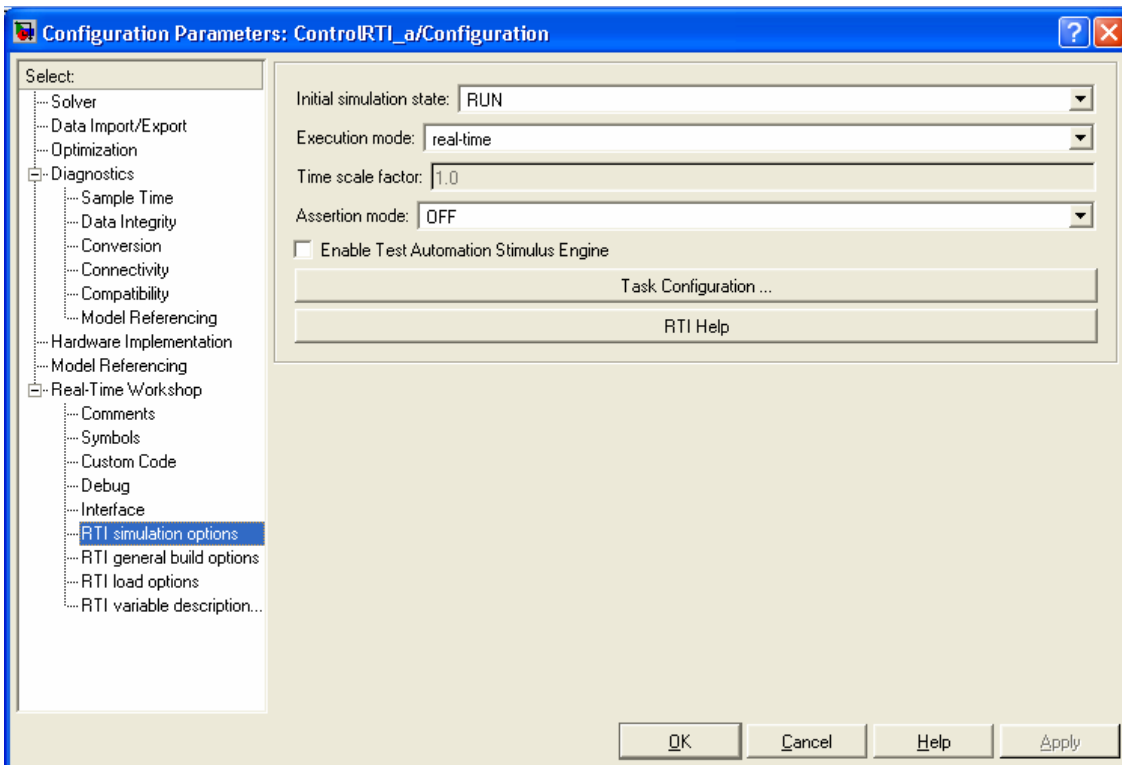 Configuration Parameters: ControlRTI_a/Configuration
Select:
Solver
Data Import/Export
Optimization
Diagnostics
Sample Time
Data Integrity
Conversion
Connectivity
Compatibility
Model Referencing
Hardware Implementation
Model Referencing
Real-Time Workshop
Comments
Symbols
Custom Code
Debug
Interface
RTI simulation options
RTI general build options
RTI load options
RTI variable description...
Initial simulation state: RUN
Execution mode: real-time
Time scale factor: 1.0
Assertion mode: OFF
Enable Test Automation Stimulus Engine
Task Configuration ...
RTI Help
OK Cancel Help Apply